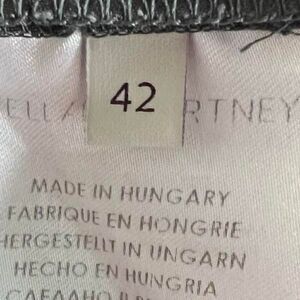 42
ELLA RTNEY
MADE IN HUNGARY
FABRIQUE EN HONGRIE
HERGESTELLT IN UNGARN
HECHO EN HUNGRIA